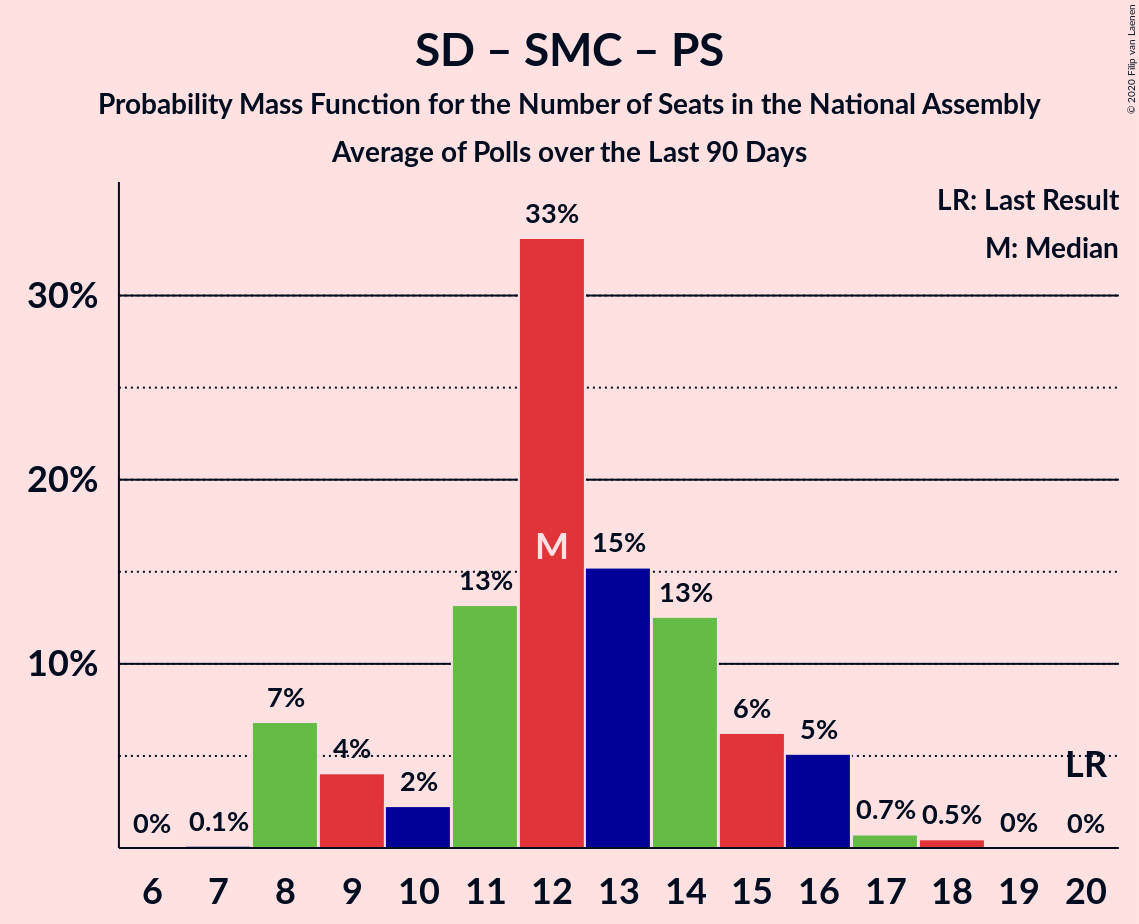 SD – SMC – PS
Probability Mass Function for the Number of Seats in the National Assembly
Average of Polls over the Last 90 Days
© 2020 Filip van Laenen
LR: Last Result
M: Median
30%
20%
10%
0%
0.1%
7%
4%
2%
13%
33%
M
15%
13%
6%
5%
0.7%
0.5%
0%
LR
0%
6 7 8 9 10 11 12 13 14 15 16 17 18 19 20